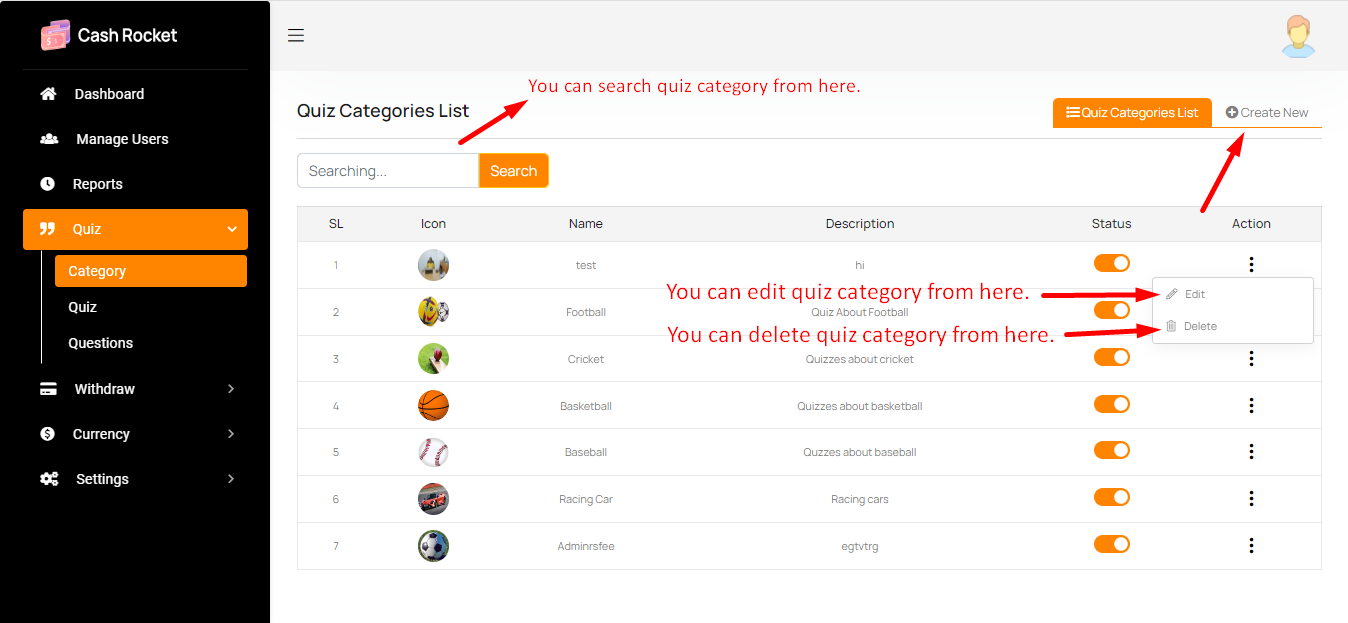 Cash Rocket
Dashboard
Manage Users
Reports
Quiz
Category
Quiz
Questions
Withdraw
Currency
Settings
You can search quiz category from here.
Quiz Categories List
Quiz Categories List
Create New
Searching...
Search
SL Icon Name Description Status Action
1 test hi
You can edit quiz category from here.
Edit
2 Football Quiz About Football
Delete
You can delete quiz category from here.
3 Cricket Quizzes about cricket
4 Basketball Quizzes about basketball
5 Baseball Quzzes about baseball
6 Racing Car Racing cars
7 Adminrsfee egtvtrg